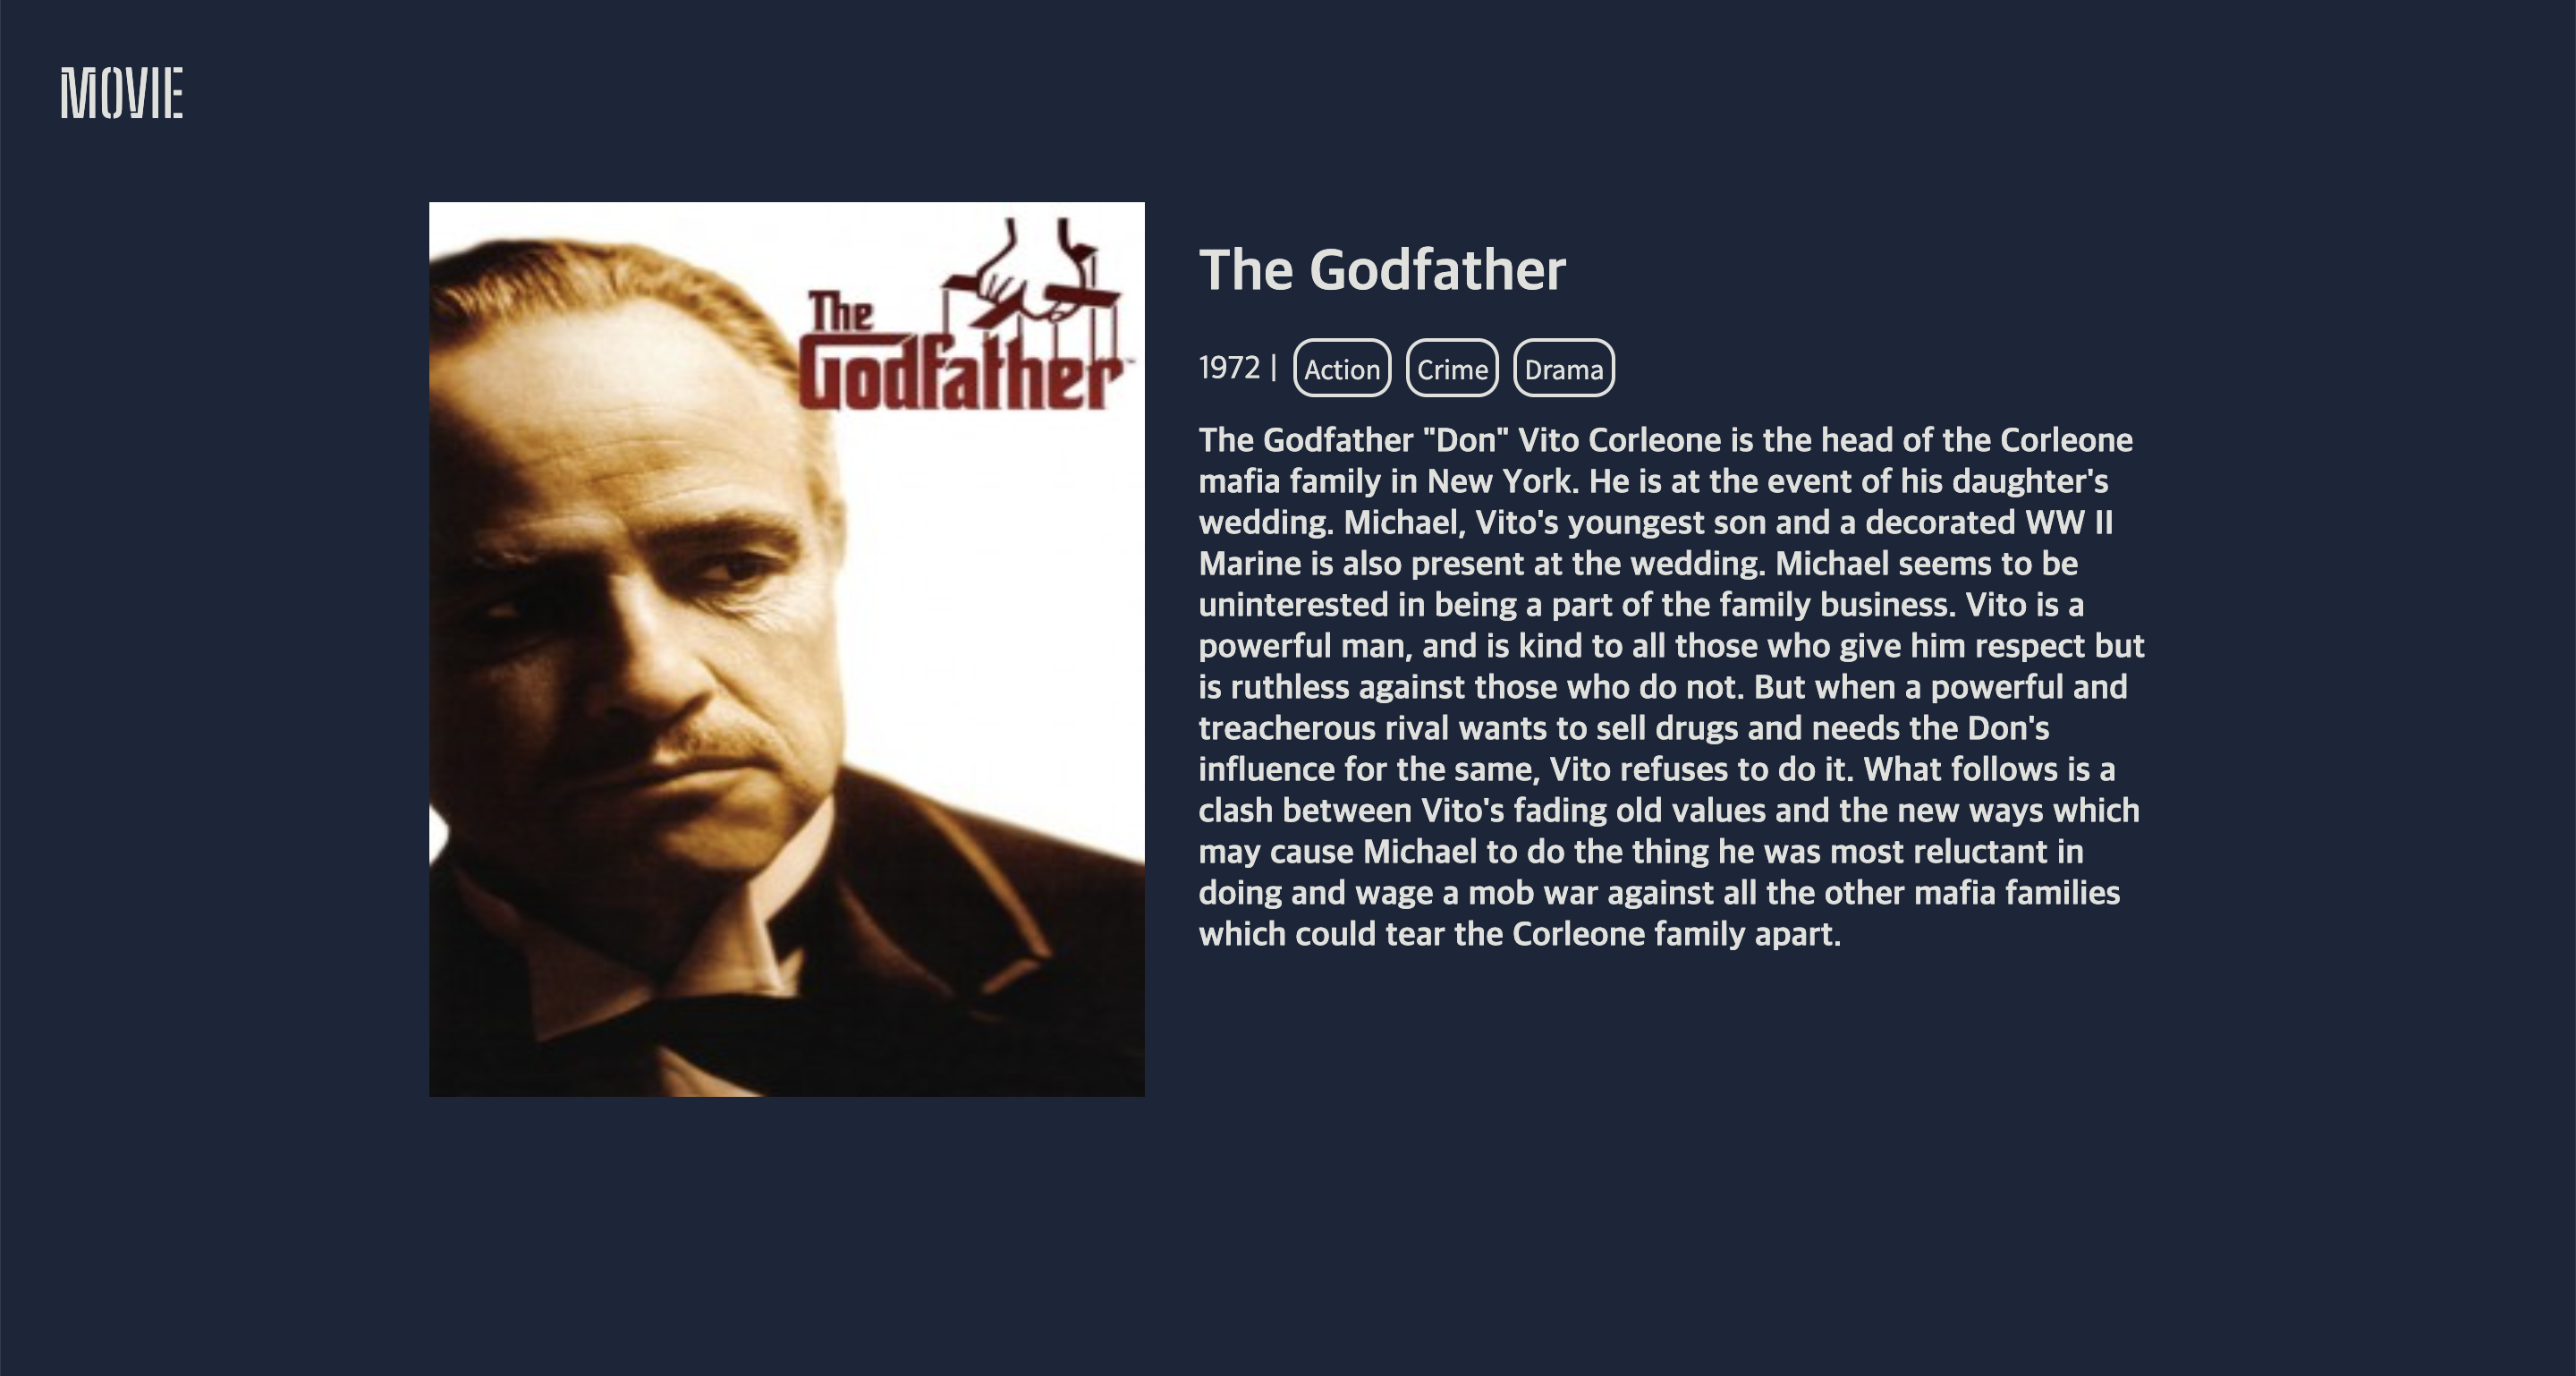 MOVIE
The
Godfather
The Godfather
1972 | Action Crime Drama
The Godfather "Don" Vito Corleone is the head of the Corleone
mafia family in New York. He is at the event of his daughter's
wedding. Michael, Vito's youngest son and a decorated WW II
Marine is also present at the wedding. Michael seems to be
uninterested in being a part of the family business. Vito is a
powerful man, and is kind to all those who give him respect but
is ruthless against those who do not. But when a powerful and
treacherous rival wants to sell drugs and needs the Don's
influence for the same, Vito refuses to do it. What follows is a
clash between Vito's fading old values and the new ways which
may cause Michael to do the thing he was most reluctant in
doing and wage a mob war against all the other mafia families
which could tear the Corleone family apart.